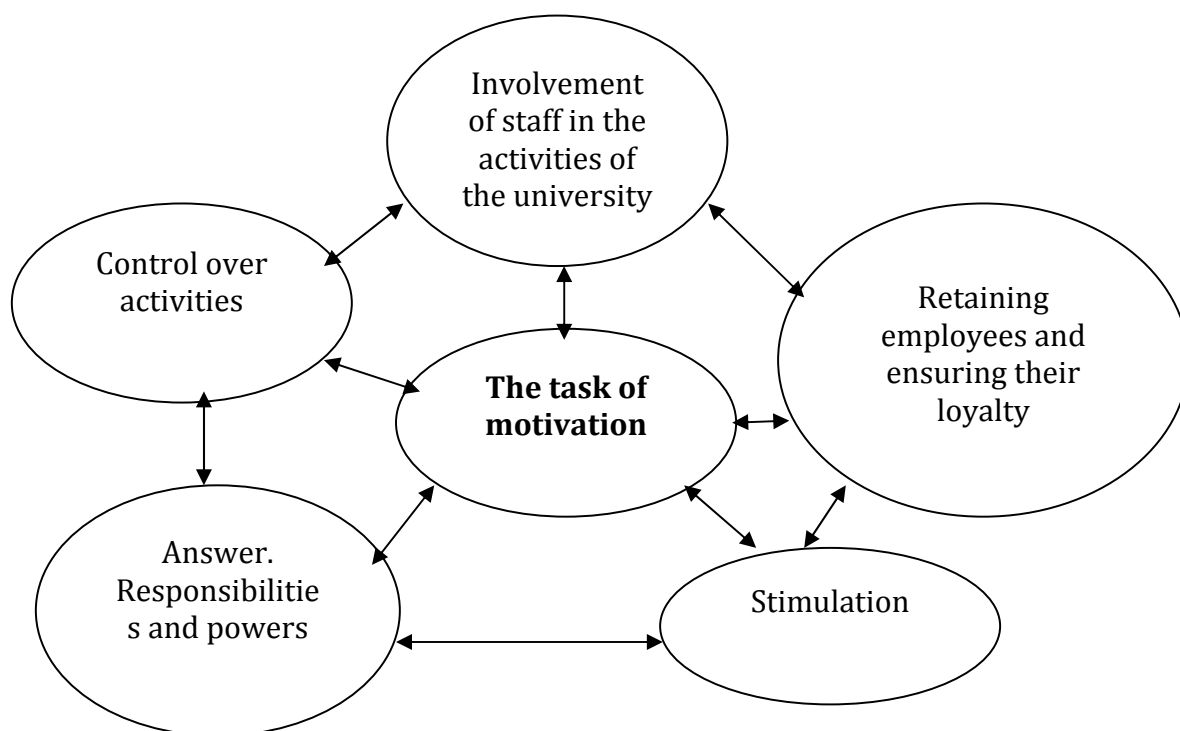 Involvement
of staff in the
activities of
the university
Control over
activities
Retaining
employees and
ensuring their
loyalty
The task of
motivation
Answer.
Responsibilitie
s and powers
Stimulation